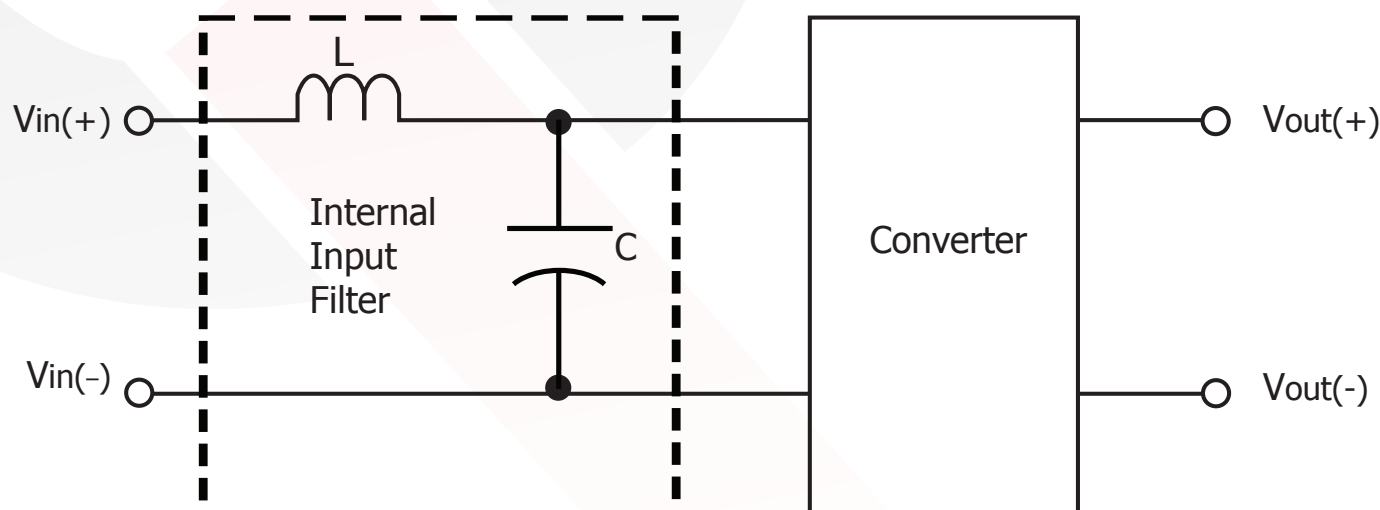 L
Vin(+)
Vout(+)
Internal
Input
Filter
C
Converter
Vin(–)
Vout(-)